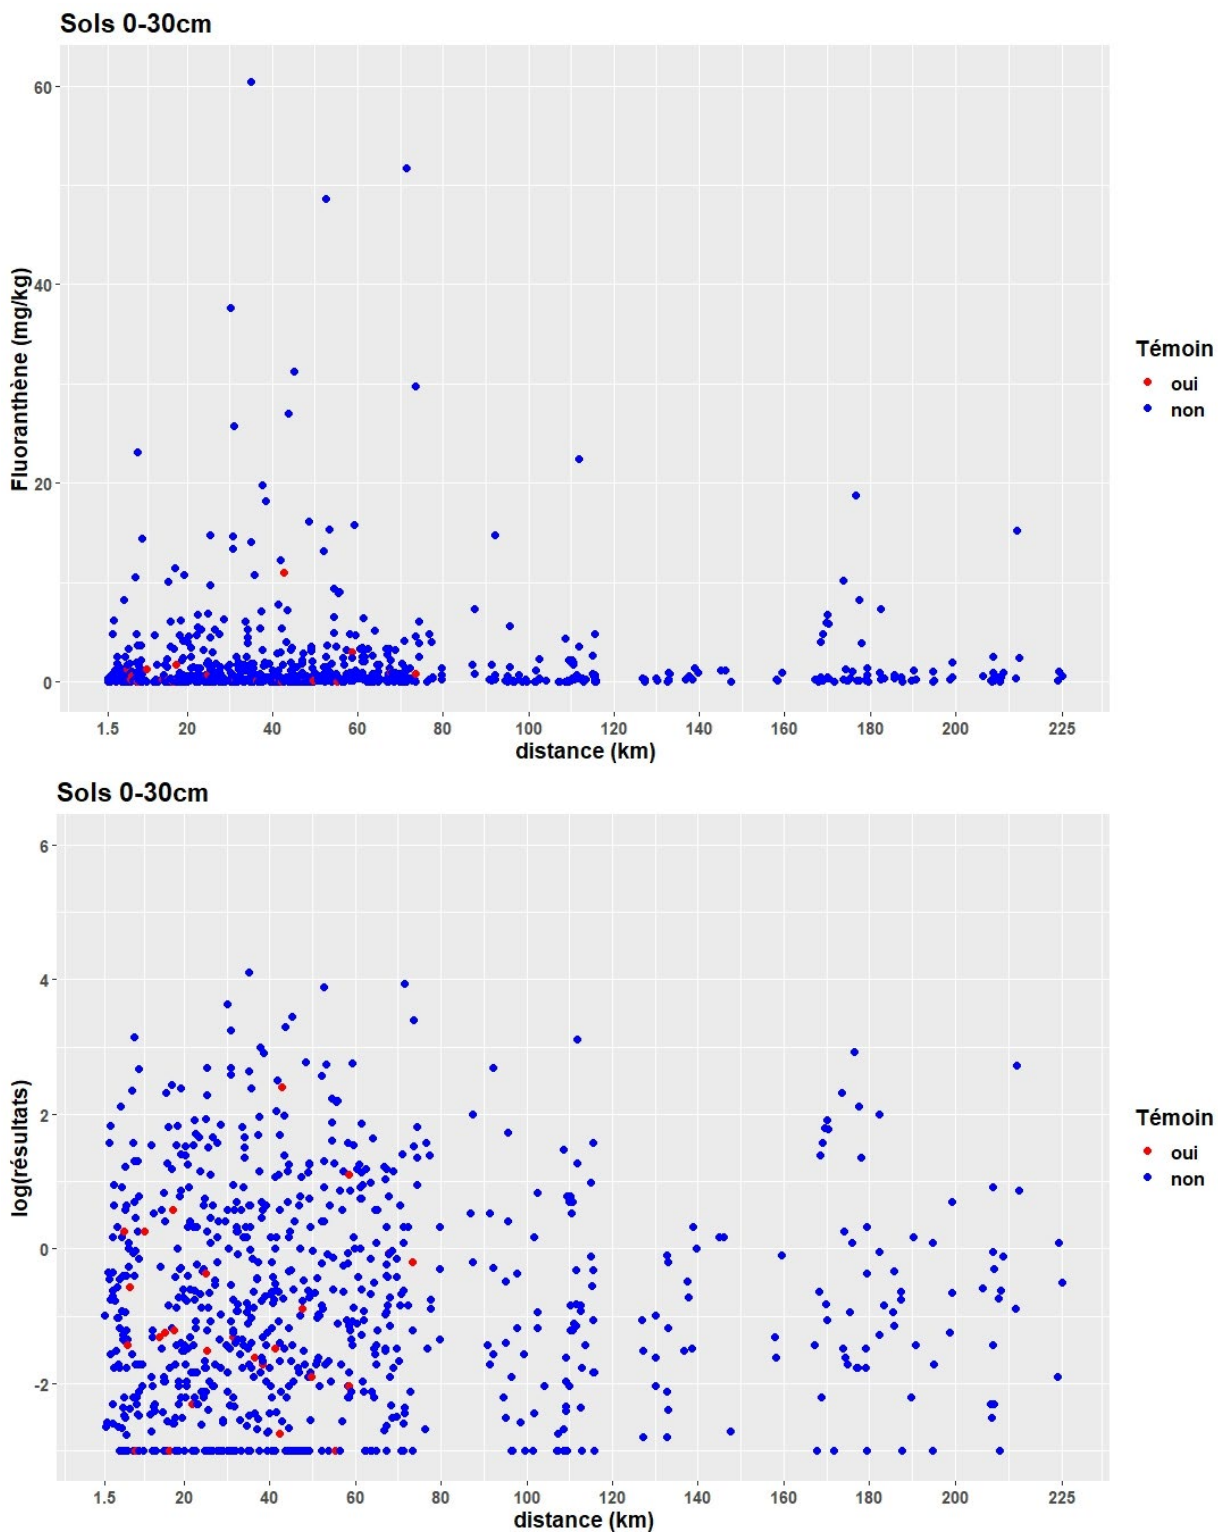 Sols 0-30cm
60
40
20
0
Fluoranthène (mg/kg)
1.5 20 40 60 80 100 120 140 160 180 200 225
distance (km)
Témoin
oui
non
Sols 0-30cm
6
4
2
0
-2
log(résultats)
1.5 20 40 60 80 100 120 140 160 180 200 225
distance (km)
Témoin
oui
non